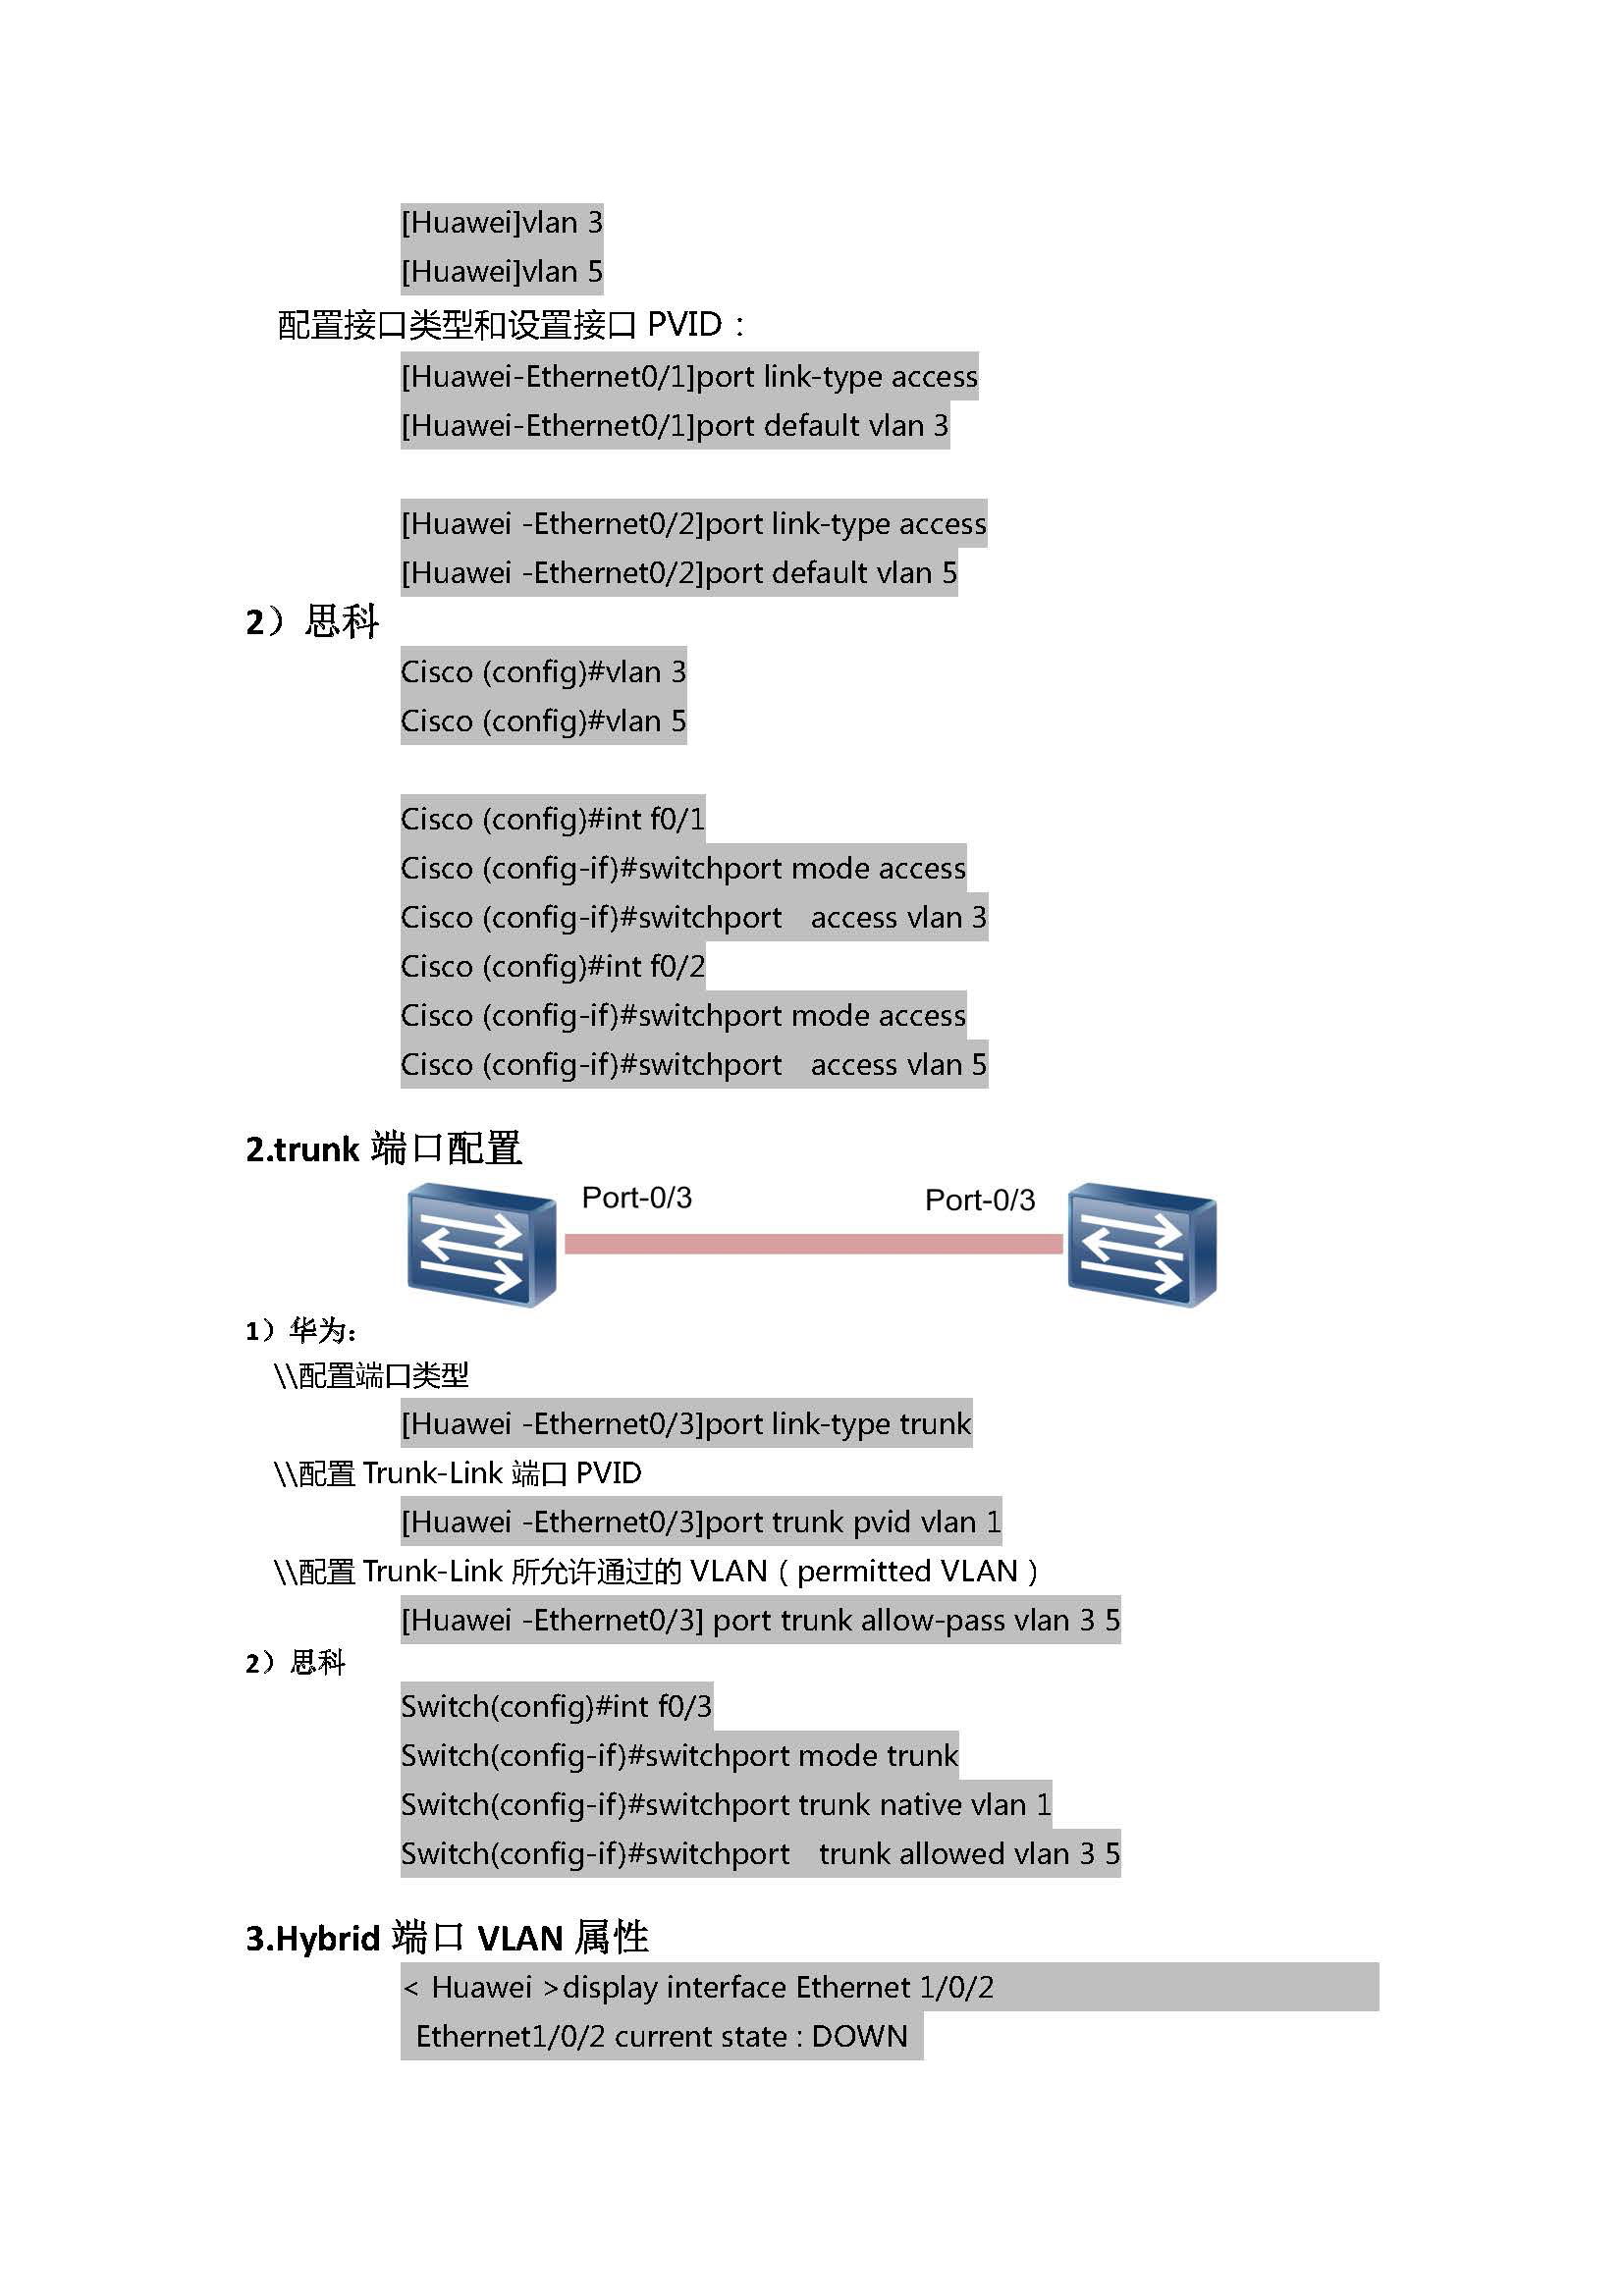 [Huawei]vlan 3
[Huawei]vlan 5
配置接口类型和设置接口 PVID：
[Huawei-Ethernet0/1]port link-type access
[Huawei-Ethernet0/1]port default vlan 3
[Huawei -Ethernet0/2]port link-type access
[Huawei -Ethernet0/2]port default vlan 5
2）思科
Cisco (config)#vlan 3
Cisco (config)#vlan 5
Cisco (config)#int f0/1
Cisco (config-if)#switchport mode access
Cisco (config-if)#switchport   access vlan 3
Cisco (config)#int f0/2
Cisco (config-if)#switchport mode access
Cisco (config-if)#switchport   access vlan 5
2.trunk 端口配置
Port-0/3 Port-0/3
1）华为：
\\配置端口类型
[Huawei -Ethernet0/3]port link-type trunk
\\配置 Trunk-Link 端口 PVID
[Huawei -Ethernet0/3]port trunk pvid vlan 1
\\配置 Trunk-Link 所允许通过的 VLAN（permitted VLAN）
[Huawei -Ethernet0/3] port trunk allow-pass vlan 3 5
2）思科
Switch(config)#int f0/3
Switch(config-if)#switchport mode trunk
Switch(config-if)#switchport trunk native vlan 1
Switch(config-if)#switchport   trunk allowed vlan 3 5
3.Hybrid 端口 VLAN 属性
< Huawei >display interface Ethernet 1/0/2
Ethernet1/0/2 current state : DOWN